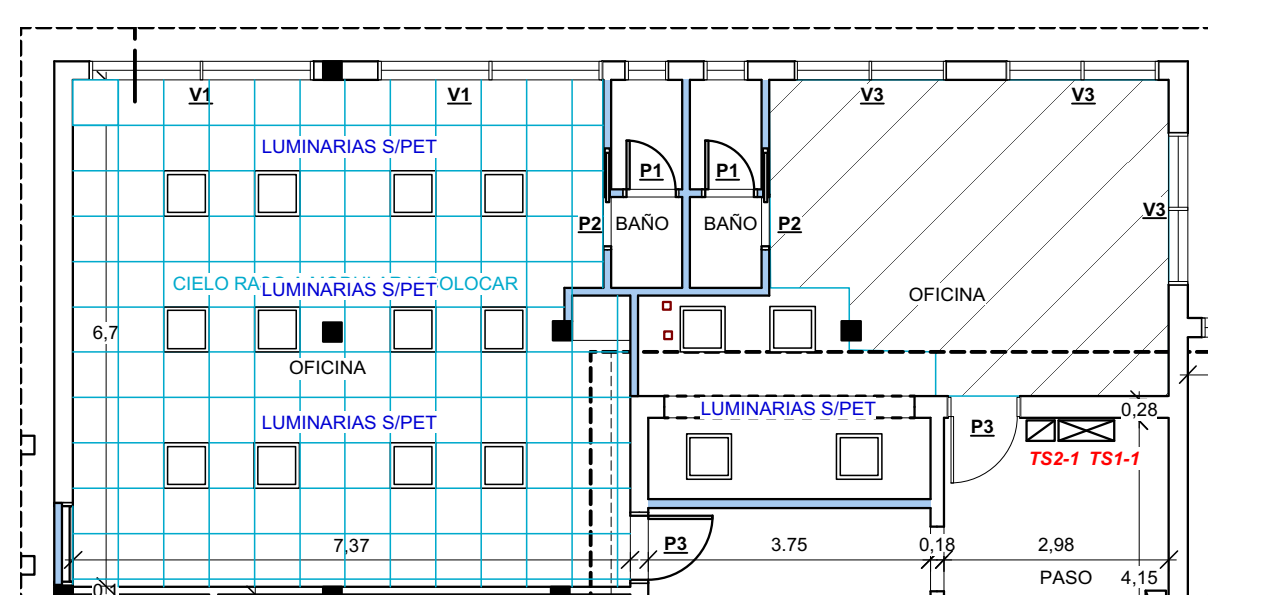 V1
V1
V3
V3
LUMINARIAS S/PET
P1
P1
V3
P2
BAÑO
BAÑO
P2
CIELO
LUMINARIAS S/PET
OLOCAR
OFICINA
6,7
OFICINA
LUMINARIAS S/PET
LUMINARIAS S/PET
0,28
P3
TS2-1 TS1-1
7,37
P3
3.75
0,18
2,98
PASO
4,15